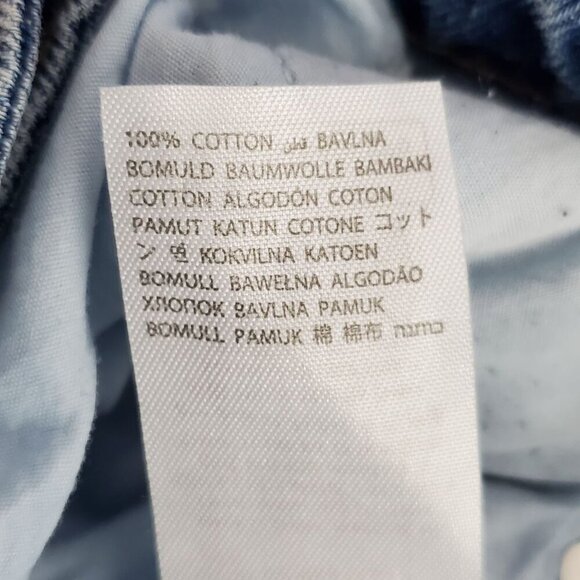 100% COTTON قطن BAVLNA
BOMULD BAUMWOLLE BAMBAKI
COTTON ALGODÓN COTON
PAMUT KATUN COTONE コット
ン 면 KOKVILNA KATOEN
BOMULL BAWEŁNA ALGODÃO
ХЛОПОК BAVLNA PAMUK
BOMULL PAMUK 棉 棉布 כותנה